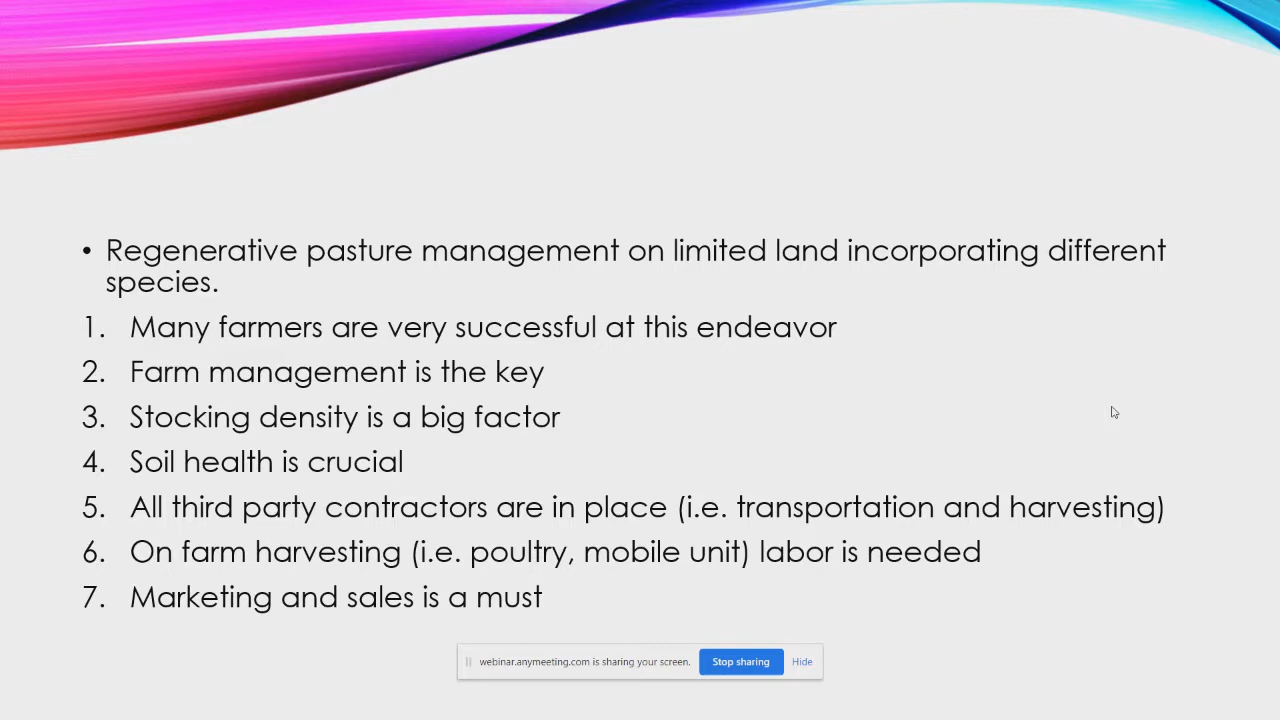 • Regenerative pasture management on limited land incorporating different
species.
1. Many farmers are very successful at this endeavor
2. Farm management is the key
3. Stocking density is a big factor
4. Soil health is crucial
5. All third party contractors are in place (i.e. transportation and harvesting)
6. On farm harvesting (i.e. poultry, mobile unit) labor is needed
7. Marketing and sales is a must
webinar.anymeeting.com is sharing your screen. Stop sharing Hide